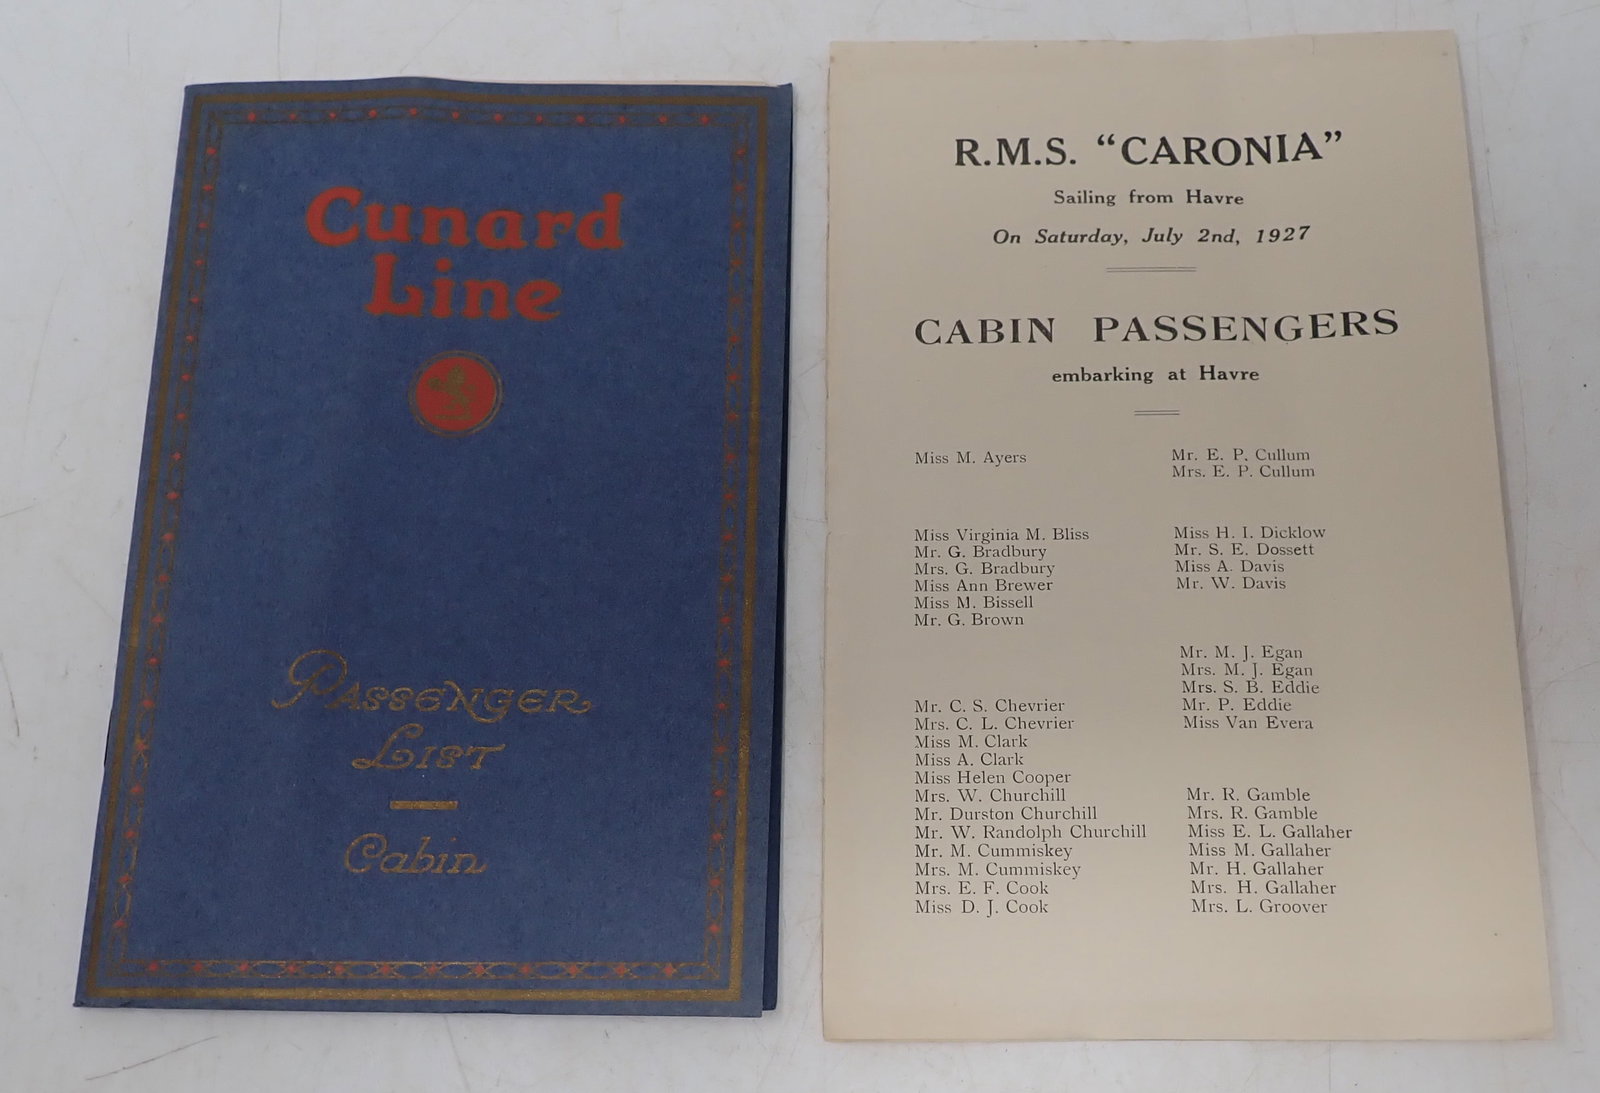 Cunard
Line
Passenger
List
Cabin
R.M.S. “CARONIA”
Sailing from Havre
On Saturday, July 2nd, 1927
CABIN PASSENGERS
embarking at Havre
Miss M. Ayers
Miss Virginia M. Bliss
Mr. G. Bradbury
Mrs. G. Bradbury
Miss Ann Brewer
Miss M. Bissell
Mr. G. Brown
Mr. C. S. Chevrier
Mrs. C. L. Chevrier
Miss M. Clark
Miss A. Clark
Miss Helen Cooper
Mrs. W. Churchill
Mr. Durston Churchill
Mr. W. Randolph Churchill
Mr. M. Cummiskey
Mrs. M. Cummiskey
Mrs. E. F. Cook
Miss D. J. Cook
Mr. E. P. Cullum
Mrs. E. P. Cullum
Miss H. I. Dicklow
Mr. S. E. Dossett
Miss A. Davis
Mr. W. Davis
Mr. M. J. Egan
Mrs. M. J. Egan
Mrs. S. B. Eddie
Mr. P. Eddie
Miss Van Evera
Mr. R. Gamble
Mrs. R. Gamble
Miss E. L. Gallaher
Miss M. Gallaher
Mr. H. Gallaher
Mrs. H. Gallaher
Mrs. L. Groover